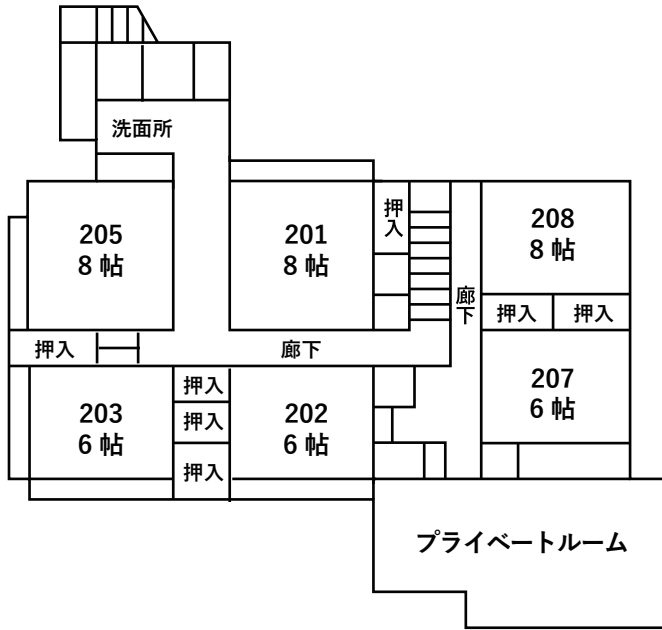 洗面所
205
8 帖
201
8 帖
押入
208
8 帖
廊下
押入
押入
押入
廊下
207
6 帖
203
6 帖
押入
押入
押入
202
6 帖
プライベートルーム